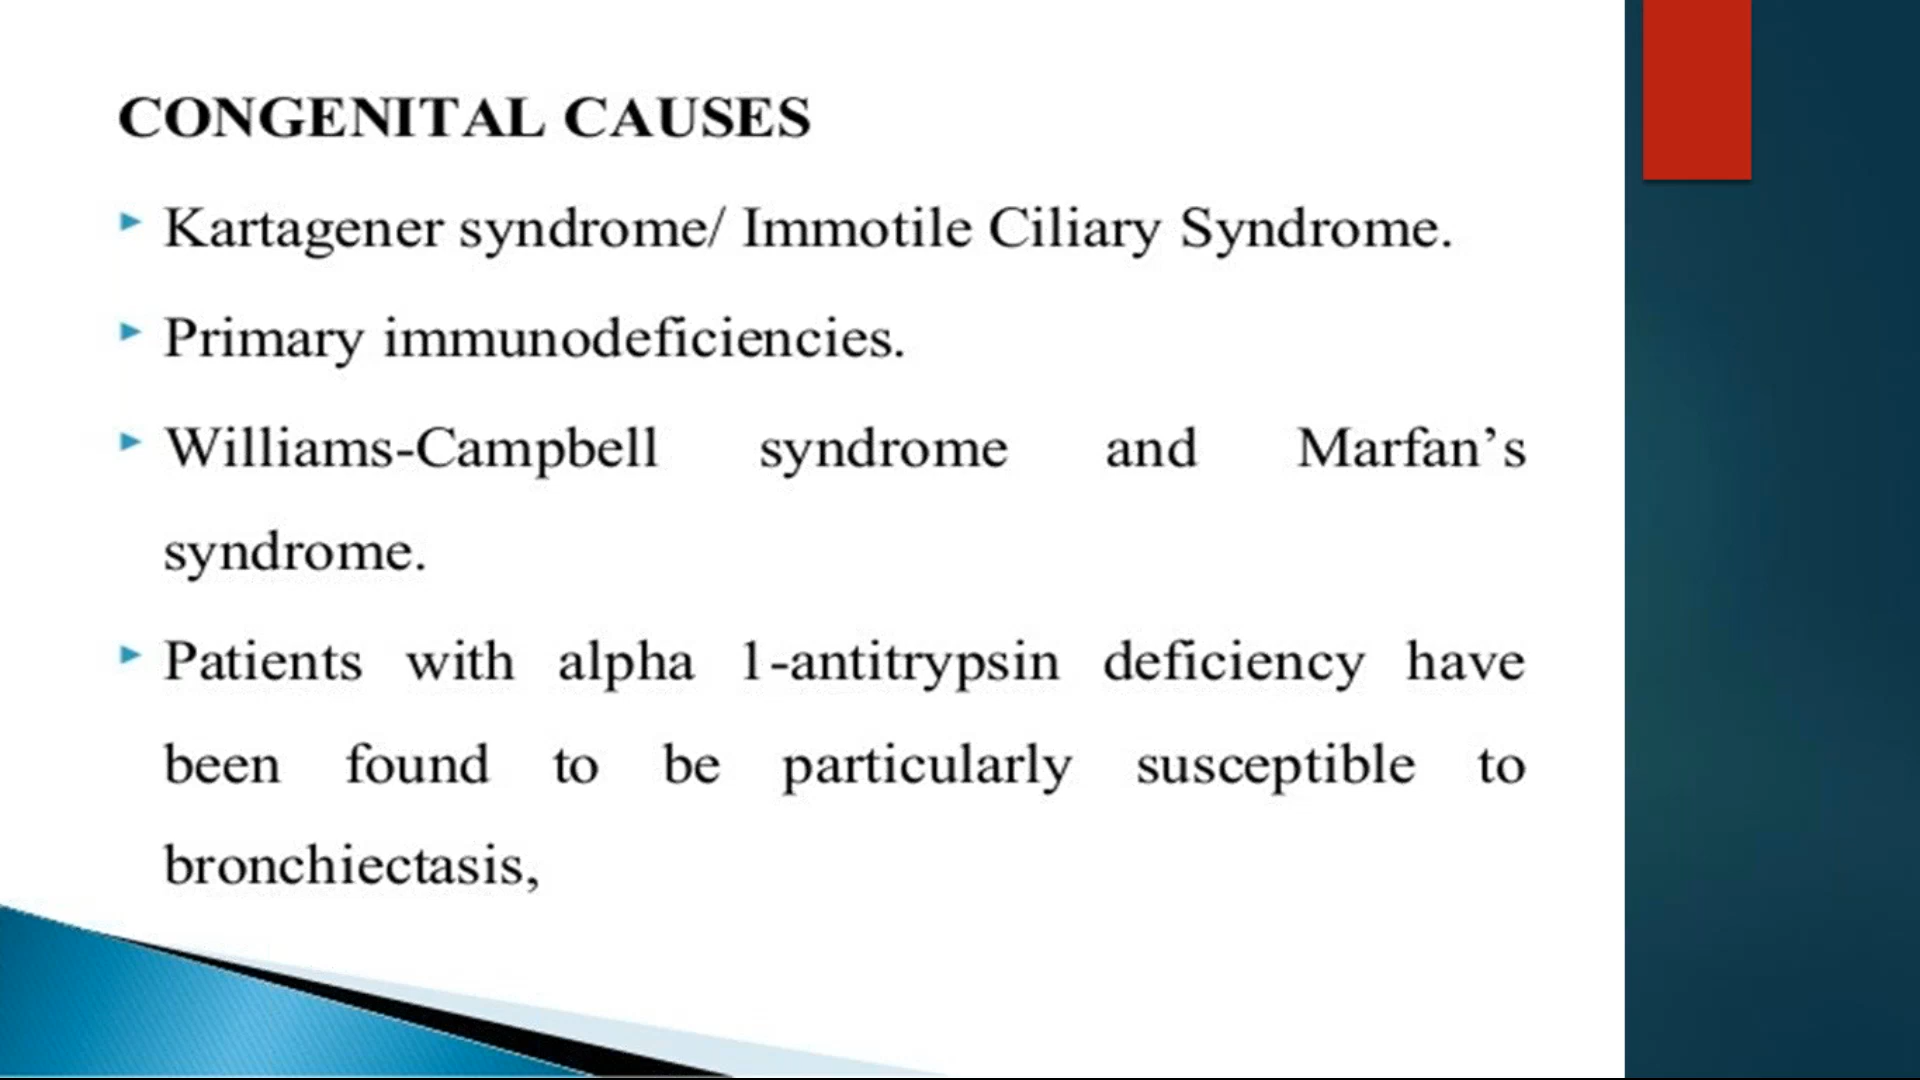 CONGENITAL CAUSES
Kartagener syndrome/ Immotile Ciliary Syndrome.
Primary immunodeficiencies.
Williams-Campbell syndrome and Marfan’s
syndrome.
Patients with alpha 1-antitrypsin deficiency have
been found to be particularly susceptible to
bronchiectasis,